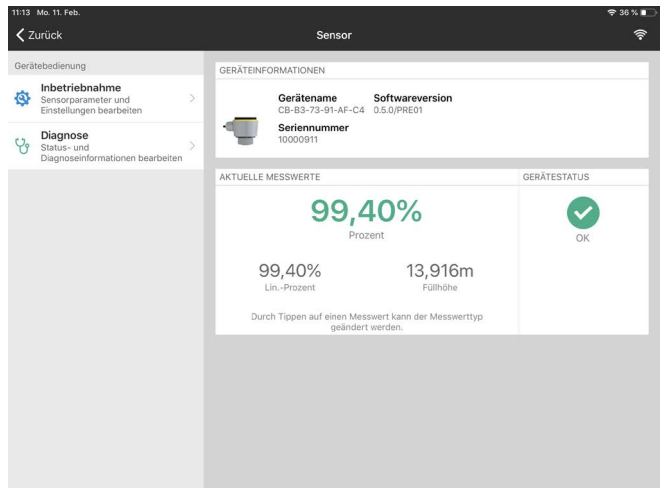 11:13 Mo. 11. Feb.
36 %
Zurück
Sensor
Gerätebedienung
Inbetriebnahme
Sensorparameter und
Einstellungen bearbeiten
Diagnose
Status- und
Diagnoseinformationen bearbeiten
GERÄTEINFORMATIONEN
Gerätename Softwareversion
CB-B3-73-91-AF-C4 0.5.0/PRE01
Seriennummer
10000911
AKTUELLE MESSWERTE
GERÄTESTATUS
99,40%
Prozent
OK
99,40% 13,916m
Lin.-Prozent Füllhöhe
Durch Tippen auf einen Messwert kann der Messwerttyp
geändert werden.